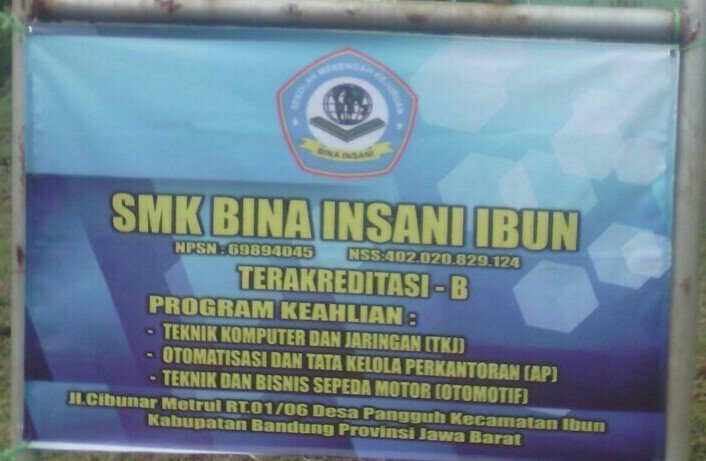 SEKOLAH MENENGAH KEJURUAN
BINA INSANI
SMK BINA INSANI IBUN
NPSN : 69894045 NSS:402.020.829.124
TERAKREDITASI - B
PROGRAM KEAHLIAN :
- TEKNIK KOMPUTER DAN JARINGAN (TKJ)
- OTOMATISASI DAN TATA KELOLA PERKANTORAN (AP)
- TEKNIK DAN BISNIS SEPEDA MOTOR (OTOMOTIF)
Jl.Cibunar Metrul RT.01/06 Desa Pangguh Kecamatan Ibun
Kabupaten Bandung Provinsi Jawa Barat